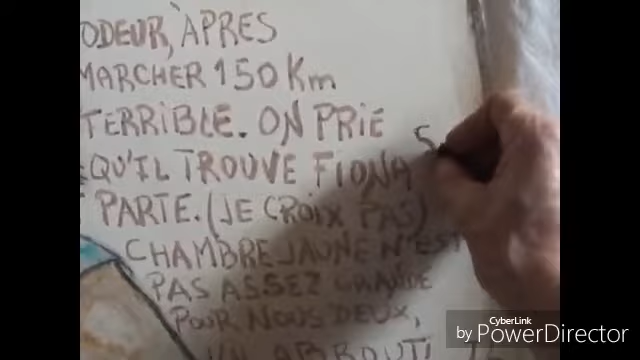 ODEUR, APRES
MARCHER 150 Km
TERRIBLE. ON PRIE S
QU'IL TROUVE FIONA
PARTE. (JE CROIX PAS)
CHAMBRE JAUNE N'EST
PAS ASSEZ GRANDE
POUR NOUS DEUX,
CyberLink
by PowerDirector